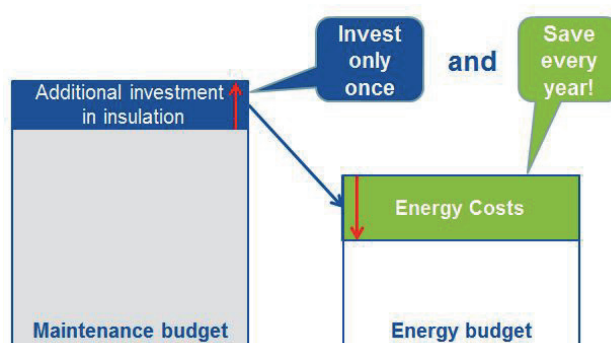 Invest
only
once
and
Save
every
year!
Additional investment
in insulation
Energy Costs
Maintenance budget
Energy budget